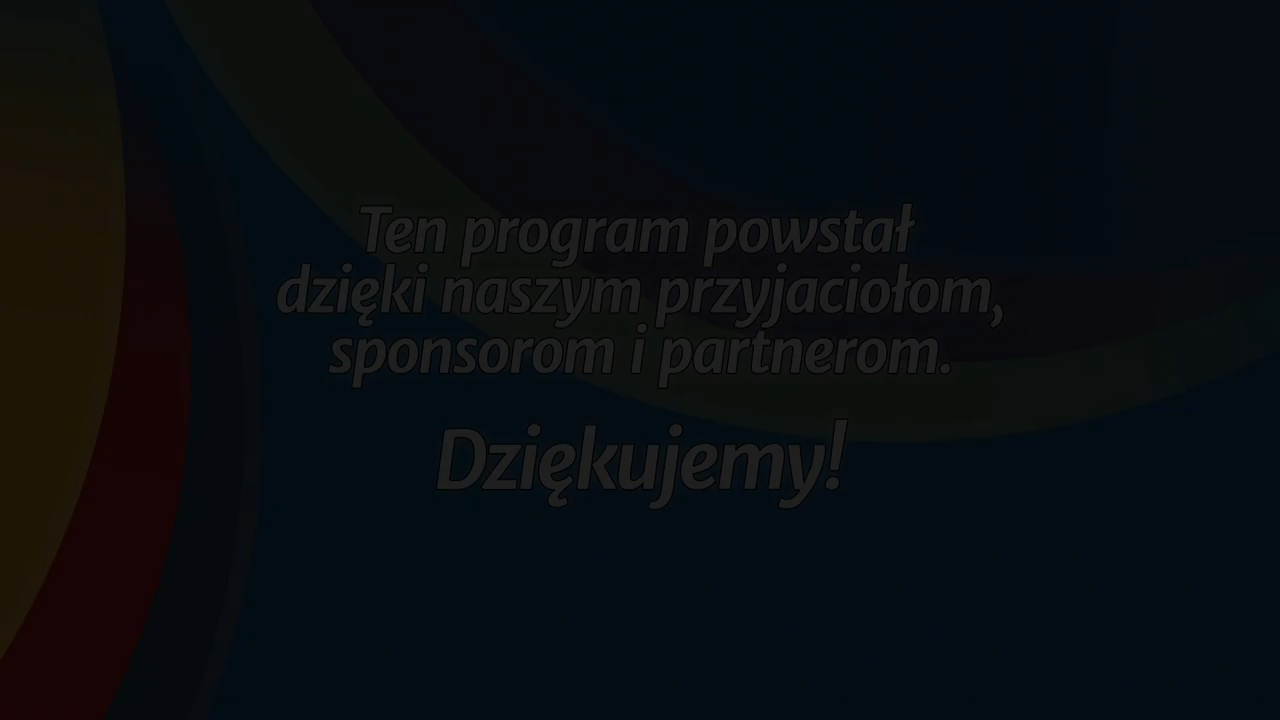 Ten program powstał
dzięki naszym przyjaciołom,
sponsorom i partnerom.
Dziękujemy!